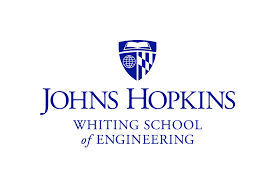 JOHNS HOPKINS
WHITING SCHOOL
of ENGINEERING